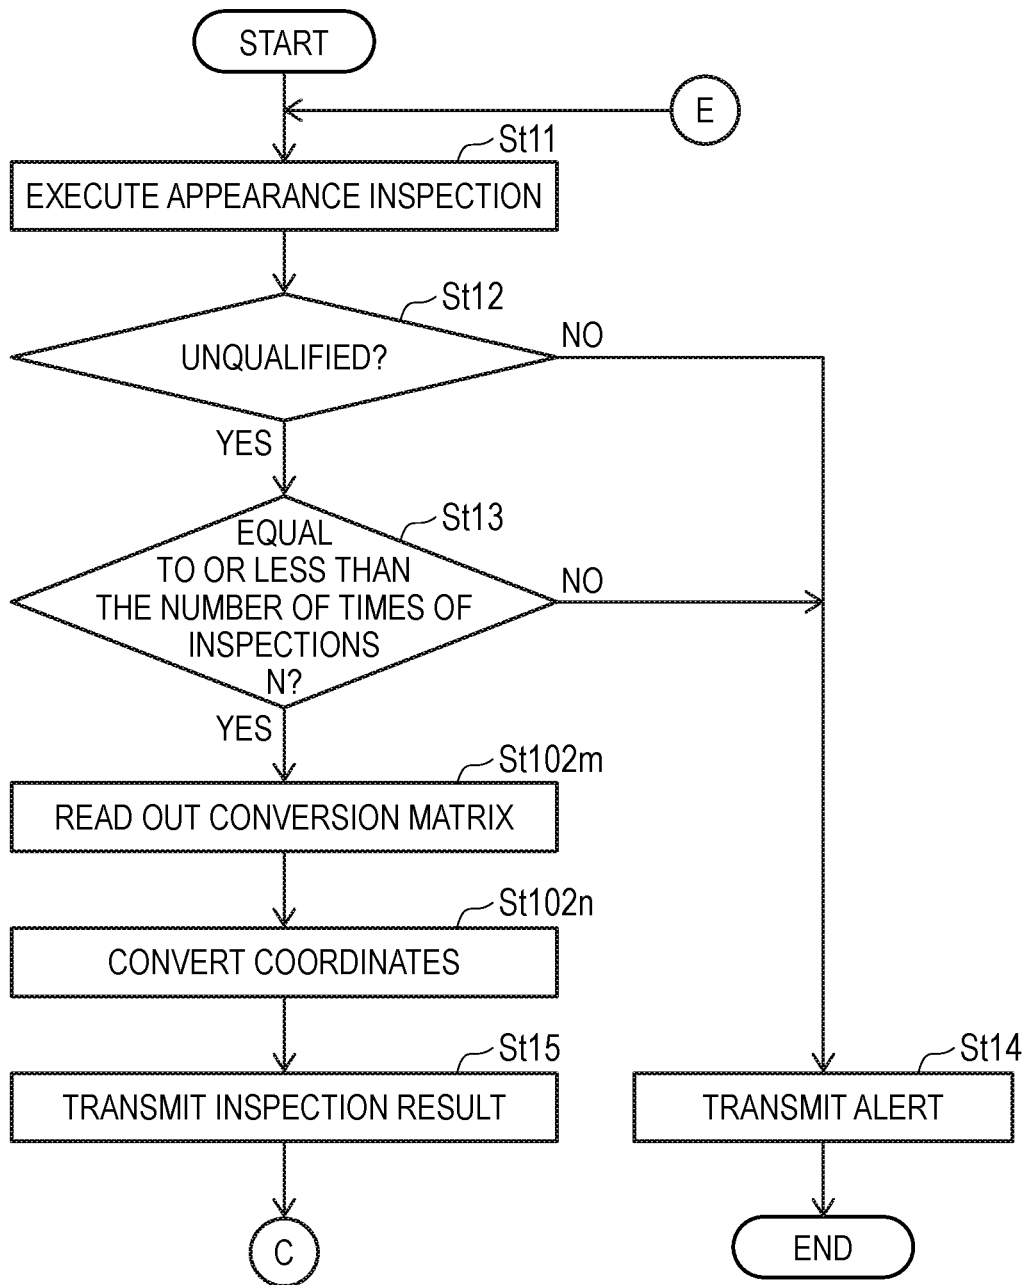 START
E
St11
EXECUTE APPEARANCE INSPECTION
St12
UNQUALIFIED?
NO
YES
St13
EQUAL
TO OR LESS THAN
THE NUMBER OF TIMES OF
INSPECTIONS
N?
NO
YES
St102m
READ OUT CONVERSION MATRIX
St102n
CONVERT COORDINATES
St15
TRANSMIT INSPECTION RESULT
St14
TRANSMIT ALERT
C
END